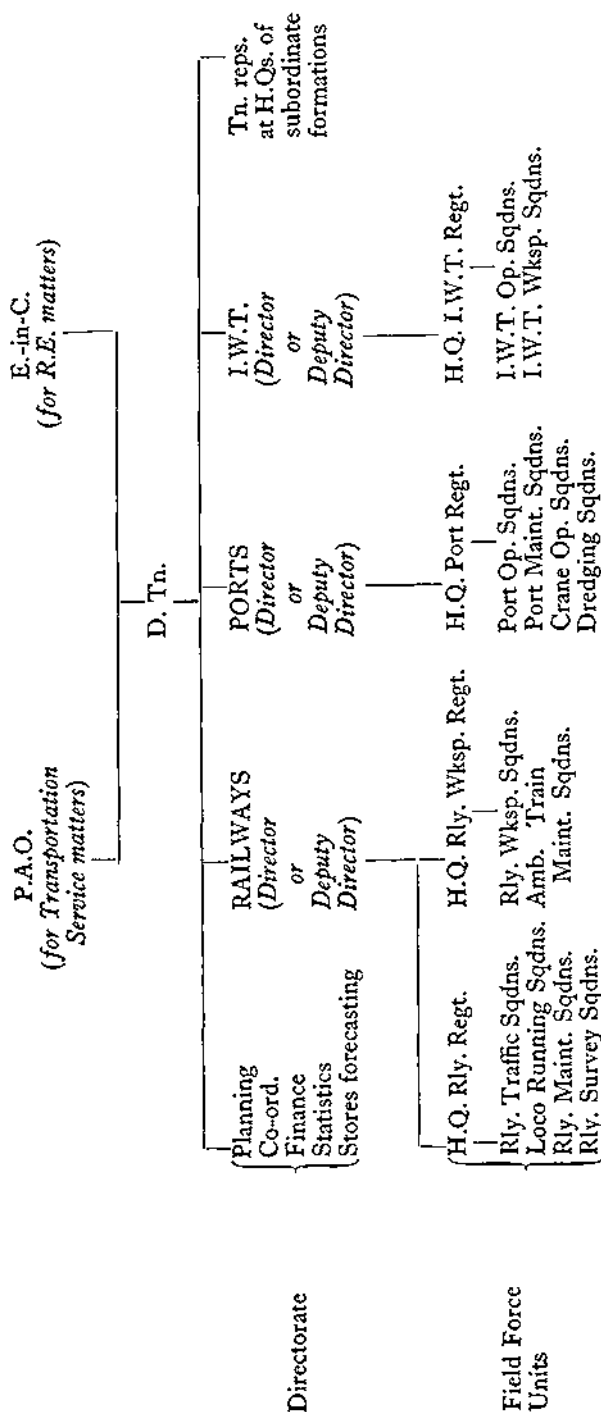 P.A.O.
(for Transportation
Service matters)
E.-in-C.
(for R.E. matters)
D. Tn.
Directorate
Planning
Co-ord.
Finance
Statistics
Stores forecasting
RAILWAYS
(Director
or
Deputy
Director)
PORTS
(Director
or
Deputy
Director)
I.W.T.
(Director
or
Deputy
Director)
Tn. reps.
at H.Qs. of
subordinate
formations
Field Force
Units
H.Q. Rly. Regt.
Rly. Traffic Sqdns.
Loco Running Sqdns.
Rly. Maint. Sqdns.
Rly. Survey Sqdns.
H.Q. Rly. Wksp. Regt.
Rly. Wksp. Sqdns.
Amb. Train
Maint. Sqdns.
H.Q. Port Regt.
Port Op. Sqdns.
Port Maint. Sqdns.
Crane Op. Sqdns.
Dredging Sqdns.
H.Q. I.W.T. Regt.
I.W.T. Op. Sqdns.
I.W.T. Wksp. Sqdns.